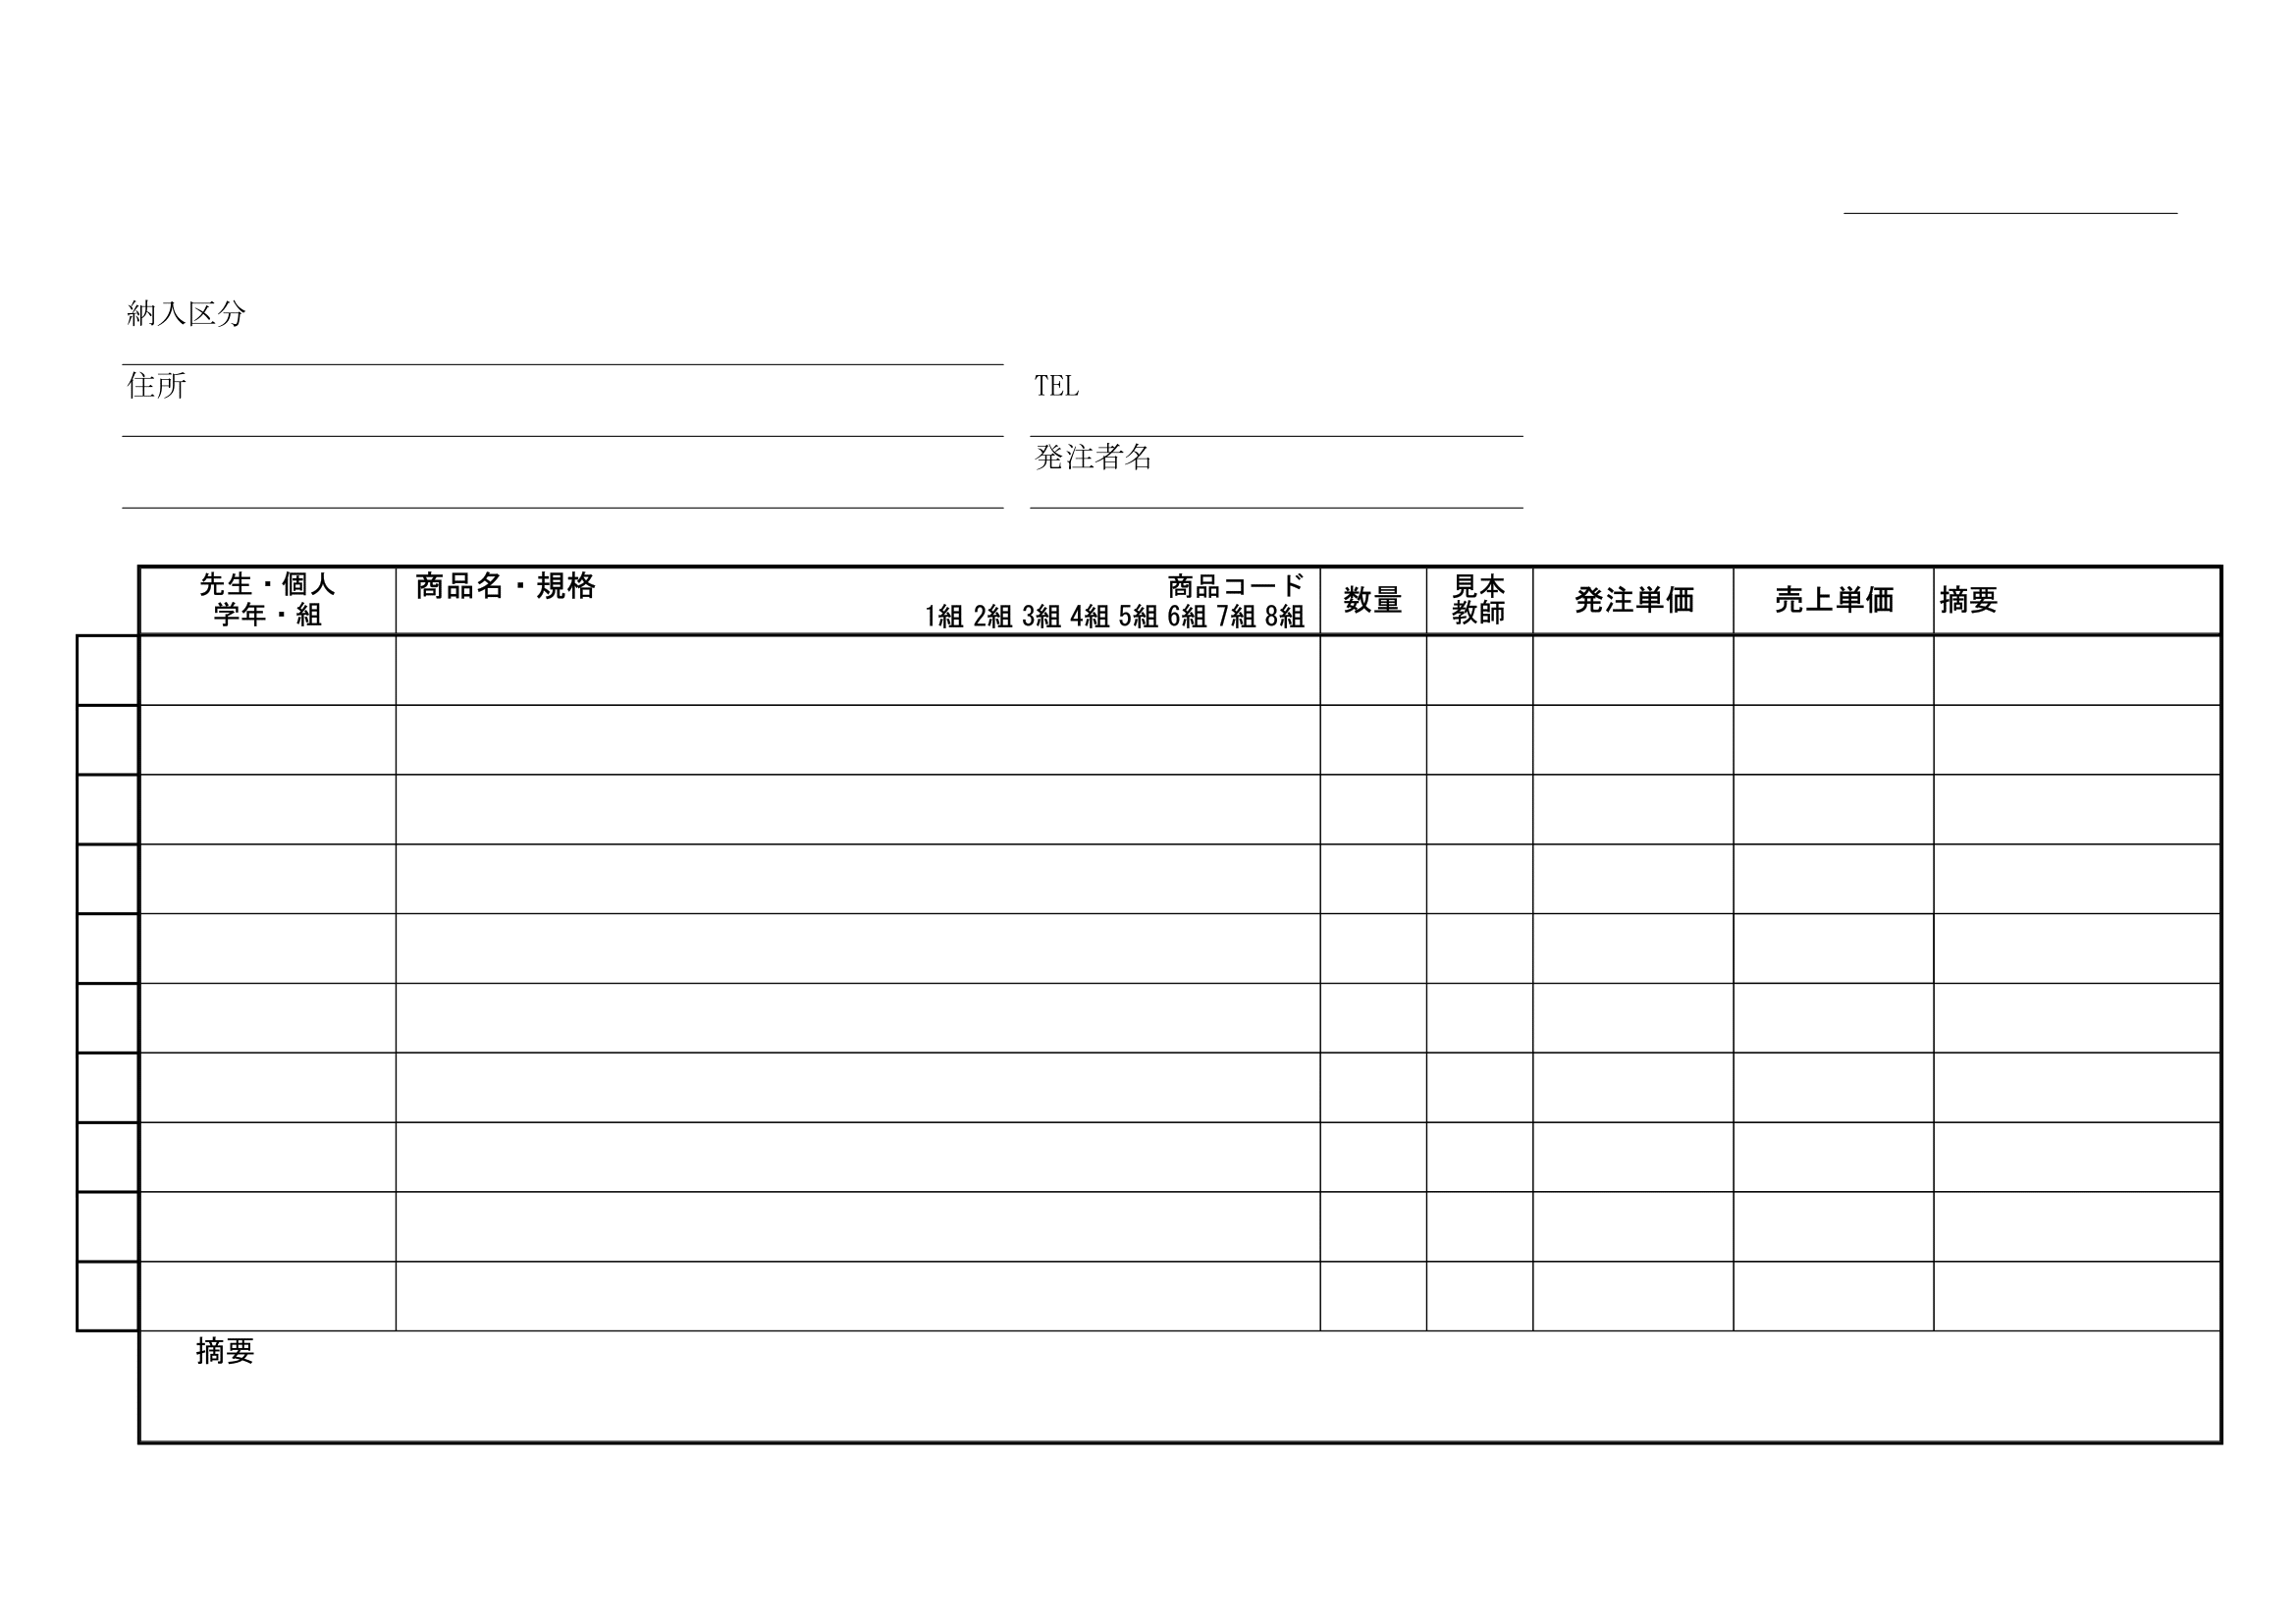 納入区分
住所
TEL
発注者名
先生・個人
学年・組
商品名・規格
商品コード
1組 2組 3組 4組 5組 6組 7組 8組
数量
見本
教師
発注単価
売上単価
摘要
摘要